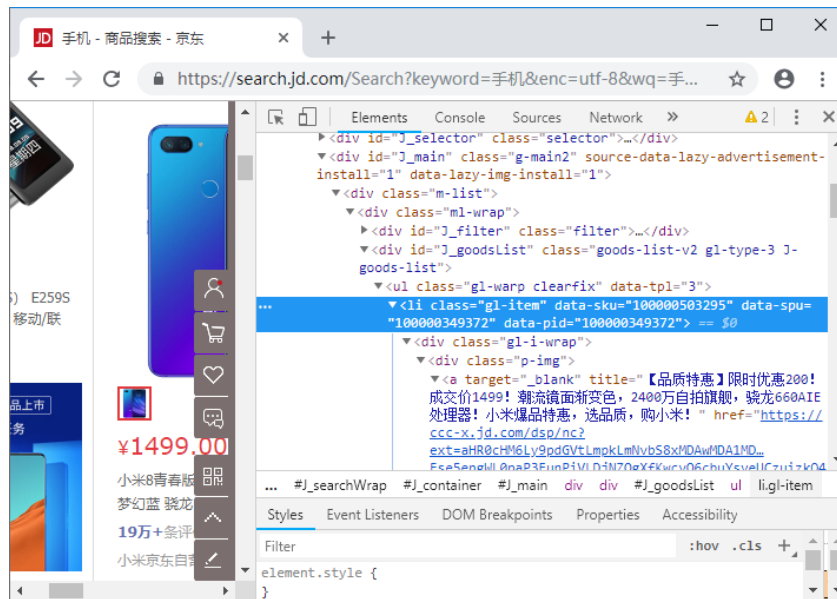 JD 手机 - 商品搜索 - 京东
https://search.jd.com/Search?keyword=手机&enc=utf-8&wq=手...
Elements Console Sources Network » 2
<div id="J_selector" class="selector">…</div>
<div id="J_main" class="g-main2" source-data-lazy-advertisement-
install="1" data-lazy-img-install="1">
<div class="m-list">
<div class="ml-wrap">
<div id="J_filter" class="filter">…</div>
<div id="J_goodsList" class="goods-list-v2 gl-type-3 J-
goods-list">
<ul class="gl-warp clearfix" data-tpl="3">
... <li class="gl-item" data-sku="100000503295" data-spu=
"100000349372" data-pid="100000349372"> == $0
<div class="gl-i-wrap">
<div class="p-img">
<a target="_blank" title="【品质特惠】限时优惠200!
成交价1499! 潮流镜面渐变色, 2400万自拍旗舰, 骁龙660AIE
处理器! 小米爆品特惠, 选品质, 购小米! " href="https://
ccc-x.jd.com/dsp/nc?
ext=aHR0cHM6Ly9pdGVtLmpkLmNvbS8xMDAwMDA1MD…
... #J_searchWrap #J_container #J_main div div #J_goodsList ul li.gl-item
Styles Event Listeners DOM Breakpoints Properties Accessibility
Filter :hov .cls +
element.style {
}
星期四
E259S
移动/联
品上市
¥1499.00
小米8青春版
梦幻蓝 骁龙
19万+条评
小米京东自营